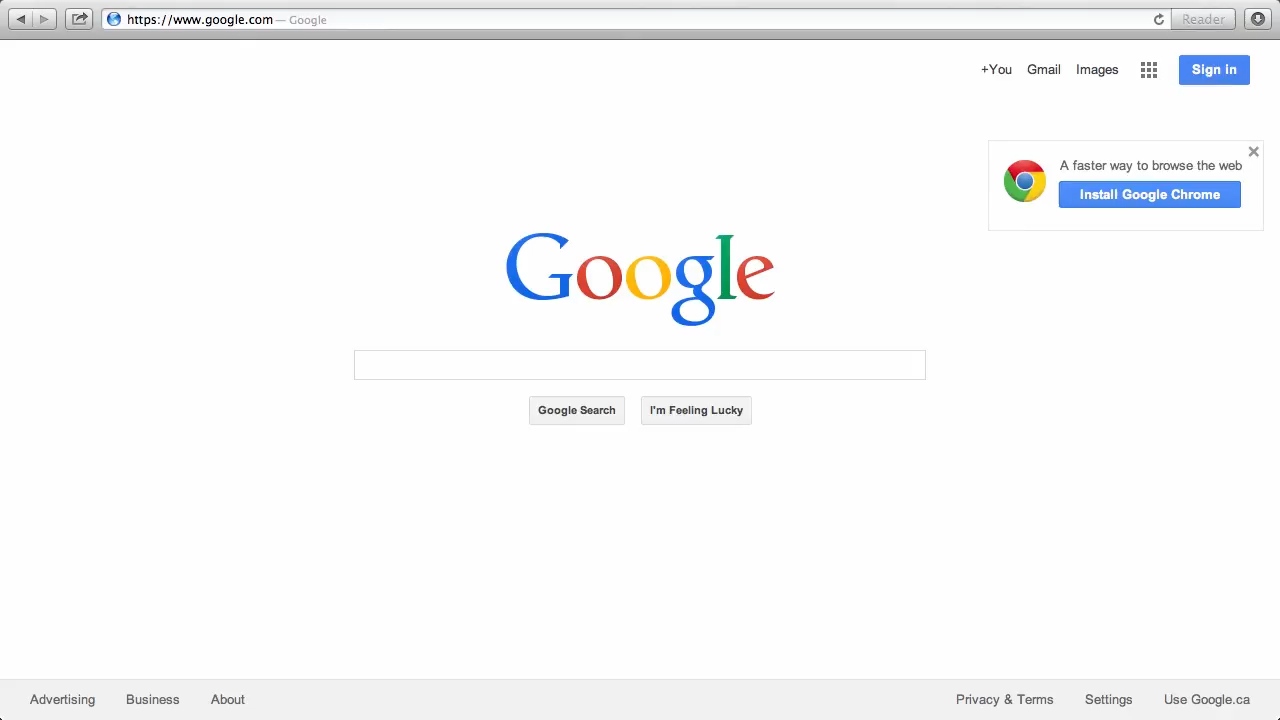 https://www.google.com — Google
Reader
+You Gmail Images Sign in
A faster way to browse the web
Install Google Chrome
Google
Google Search I'm Feeling Lucky
Advertising Business About Privacy & Terms Settings Use Google.ca